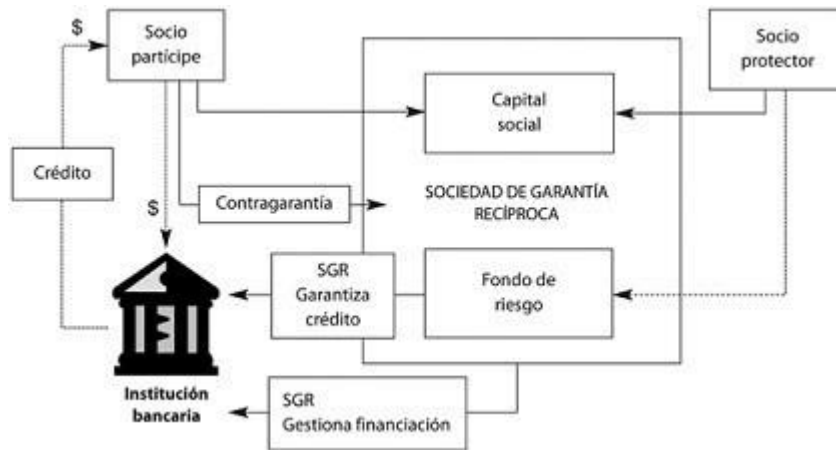 $
Socio
partícipe
Socio
protector
Capital
social
Crédito
$
Contragarantía
SOCIEDAD DE GARANTÍA
RECÍPROCA
SGR
Garantiza
crédito
Fondo de
riesgo
Institución
bancaria
SGR
Gestiona financiación